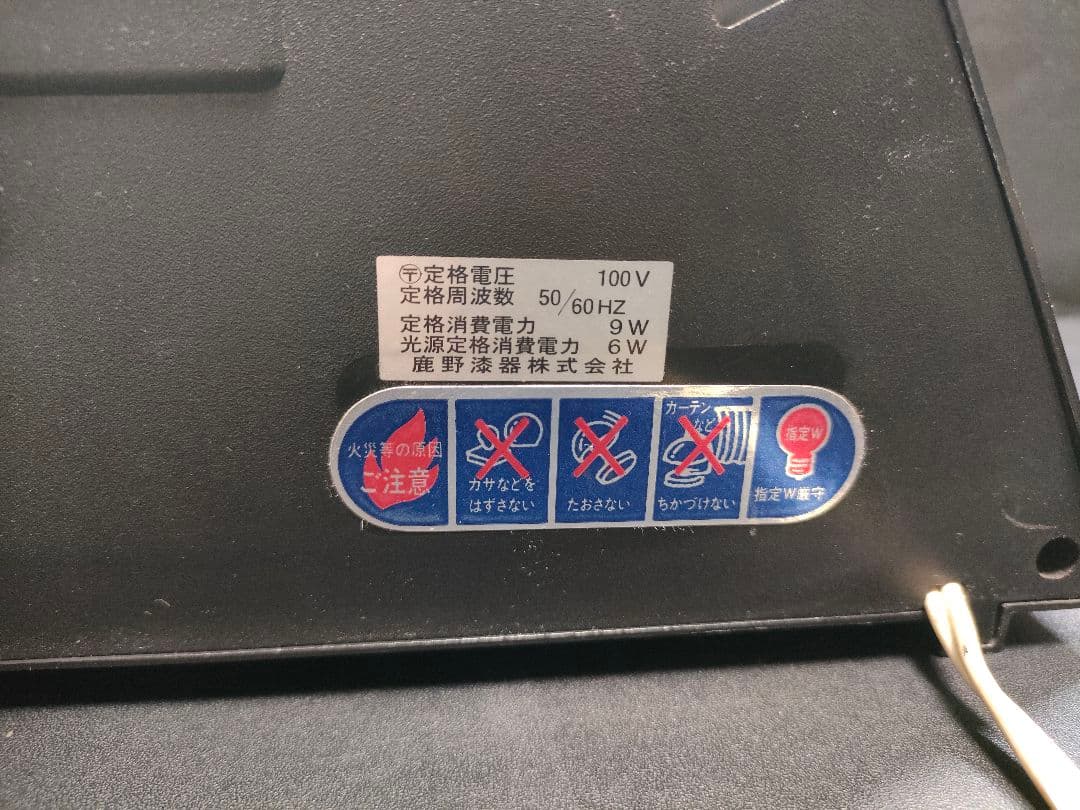 〶定格電圧 100V
定格周波数 50/60HZ
定格消費電力 9W
光源定格消費電力 6W
鹿野漆器株式会社
火災等の原因
ご注意
カサなどを
はずさない
たおさない
カーテン
など
ちかづけない
指定W
指定W厳守